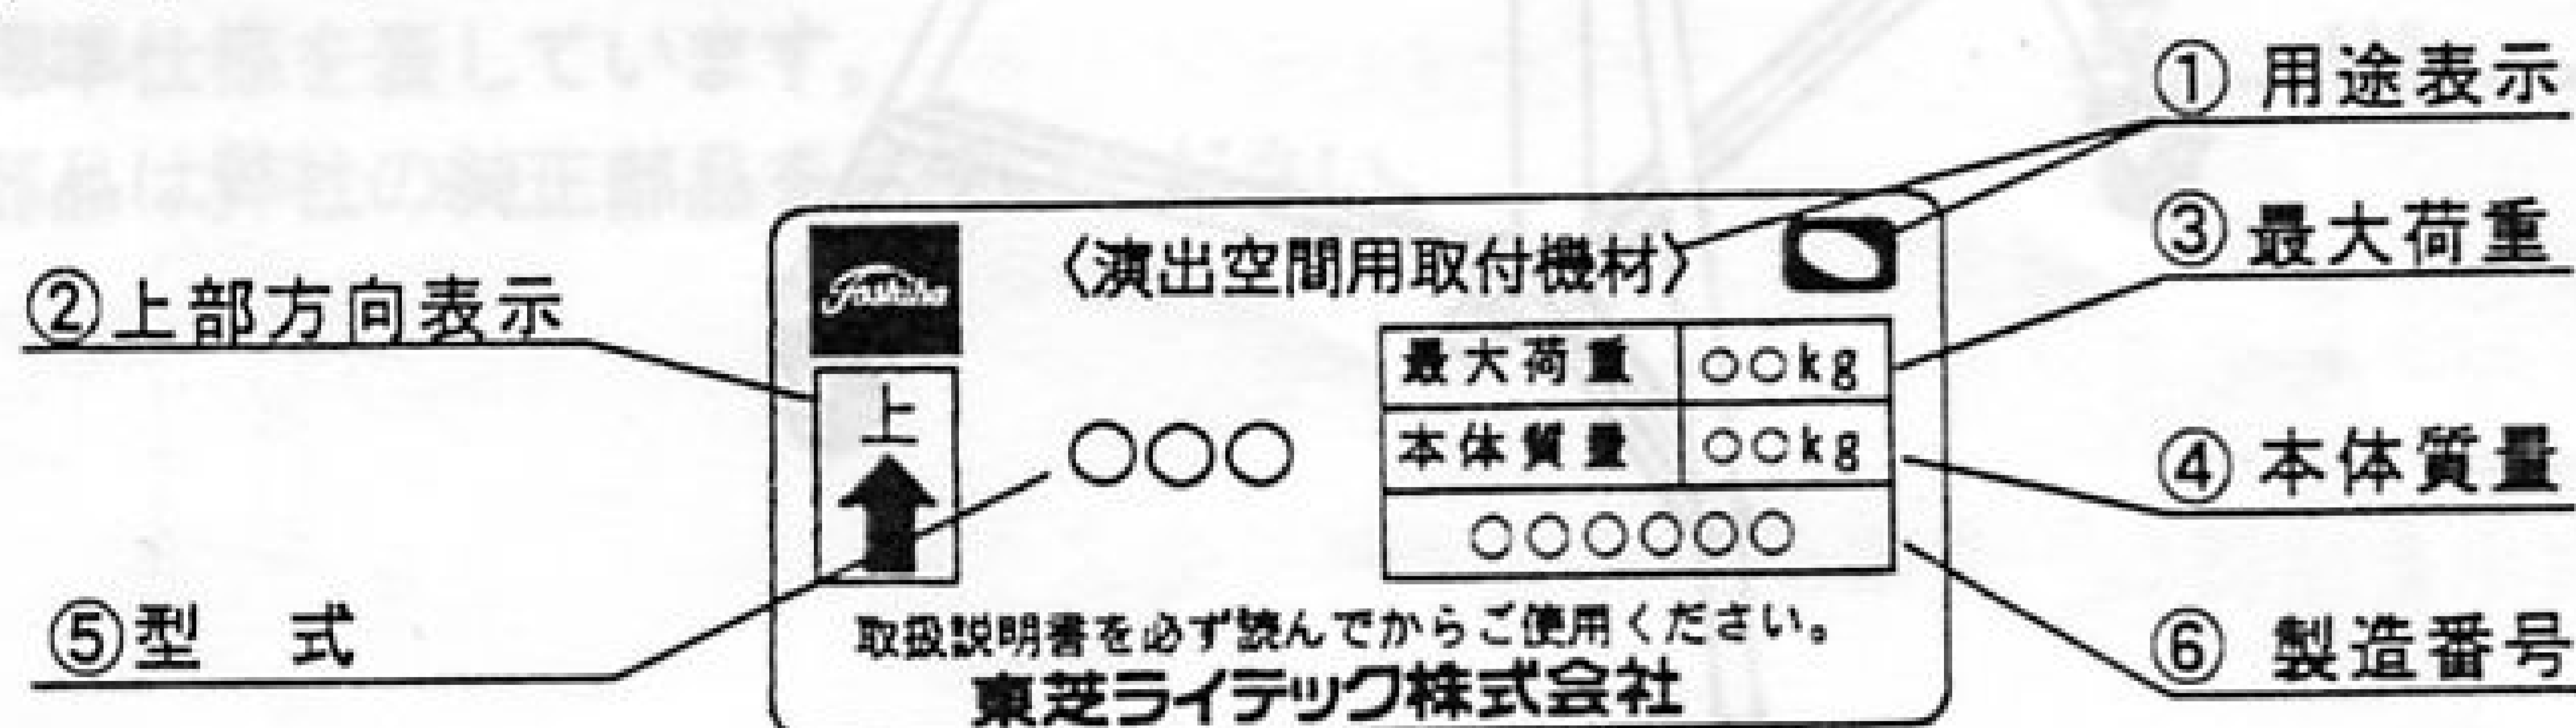 ①用途表示
②上部方向表示
③最大荷重
④本体質量
⑤型 式
⑥製造番号
Toshiba
〈演出空間用取付機材〉
上
○○○
最大荷重 ○○kg
本体質量 ○○kg
○○○○○○
取扱説明書を必ず読んでからご使用ください。
東芝ライテック株式会社